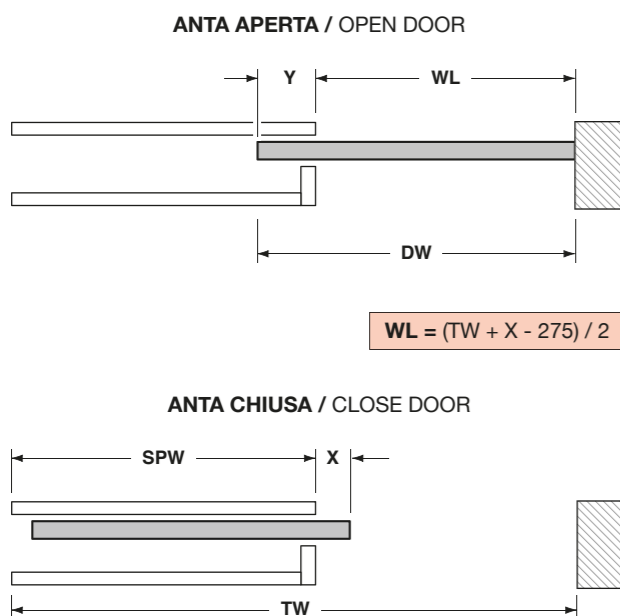 ANTA APERTA / OPEN DOOR
Y WL
DW
WL = (TW + X - 275) / 2
ANTA CHIUSA / CLOSE DOOR
SPW X
TW